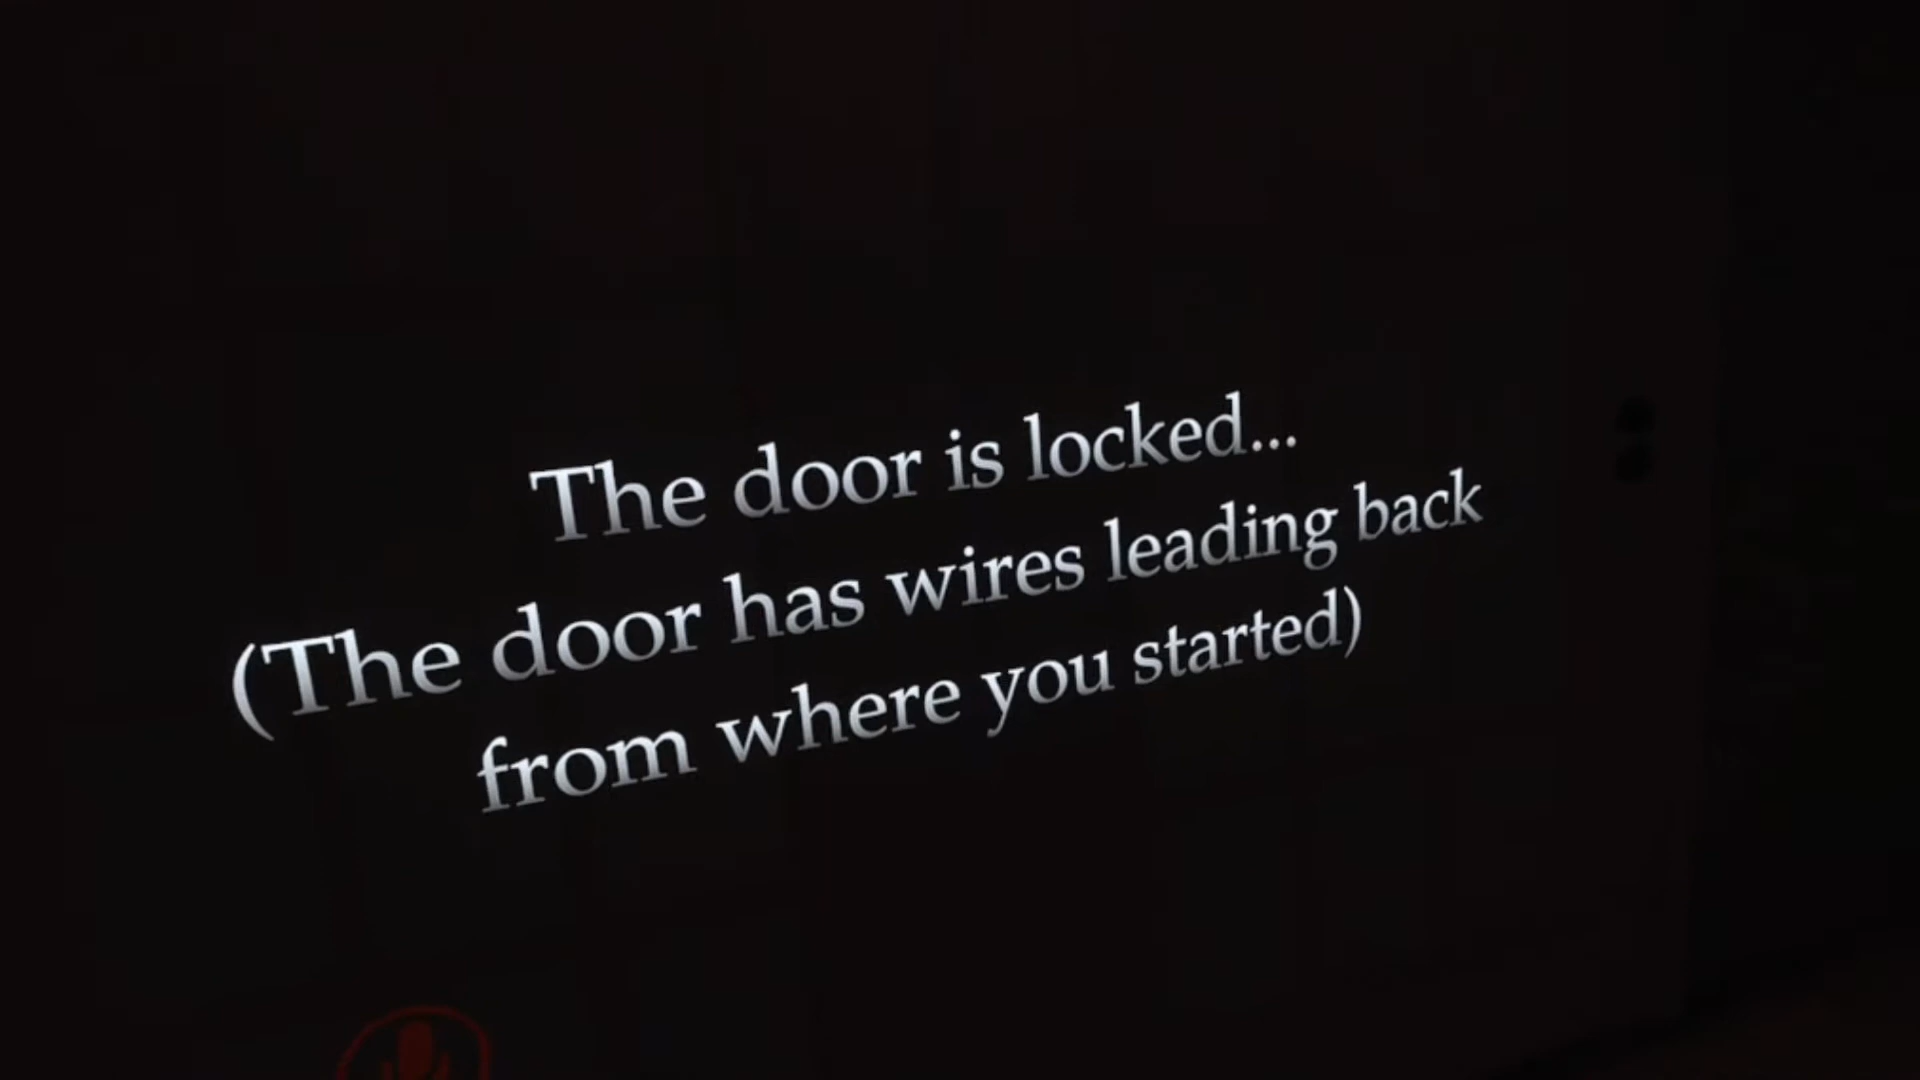 The door is locked...
(The door has wires leading back
from where you started)